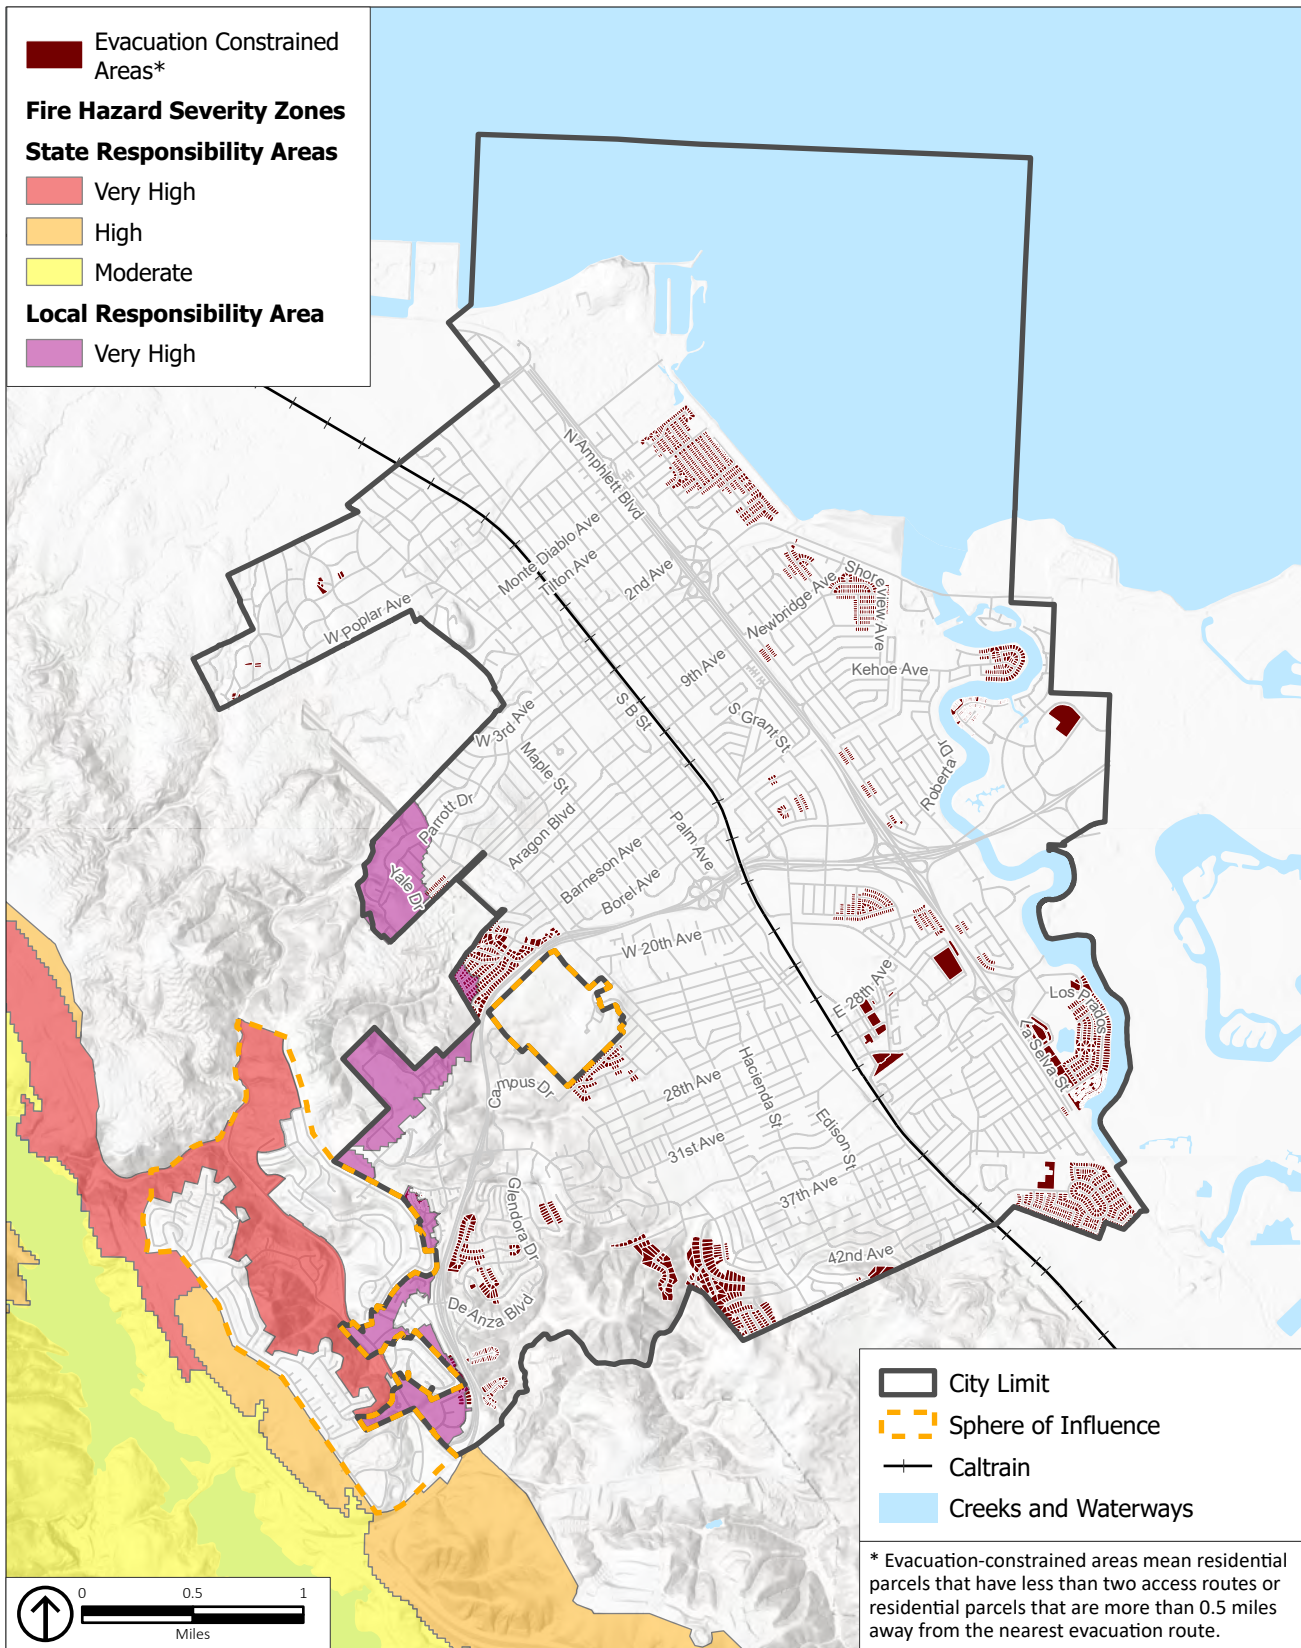 Evacuation Constrained
Areas*
Fire Hazard Severity Zones
State Responsibility Areas
Very High
High
Moderate
Local Responsibility Area
Very High
N Amphlett Blvd
Monte Diablo Ave
Tilton Ave
2nd Ave
Shoreview Ave
Newbridge Ave
W Poplar Ave
Kehoe Ave
9th Ave
S B St
S Grant St
W 3rd Ave
Maple St
Roberta Dr
Parrott Dr
Aragon Blvd
Palm Ave
Yale Dr
Barneson Ave
Borel Ave
W 20th Ave
E 28th Ave
Los Prados
La Selva St
Campus Dr
28th Ave
Hacienda St
31st Ave
Edison St
37th Ave
Glendora Dr
42nd Ave
De Anza Blvd
City Limit
Sphere of Influence
Caltrain
Creeks and Waterways
* Evacuation-constrained areas mean residential
parcels that have less than two access routes or
residential parcels that are more than 0.5 miles
away from the nearest evacuation route.
0 0.5 1
Miles